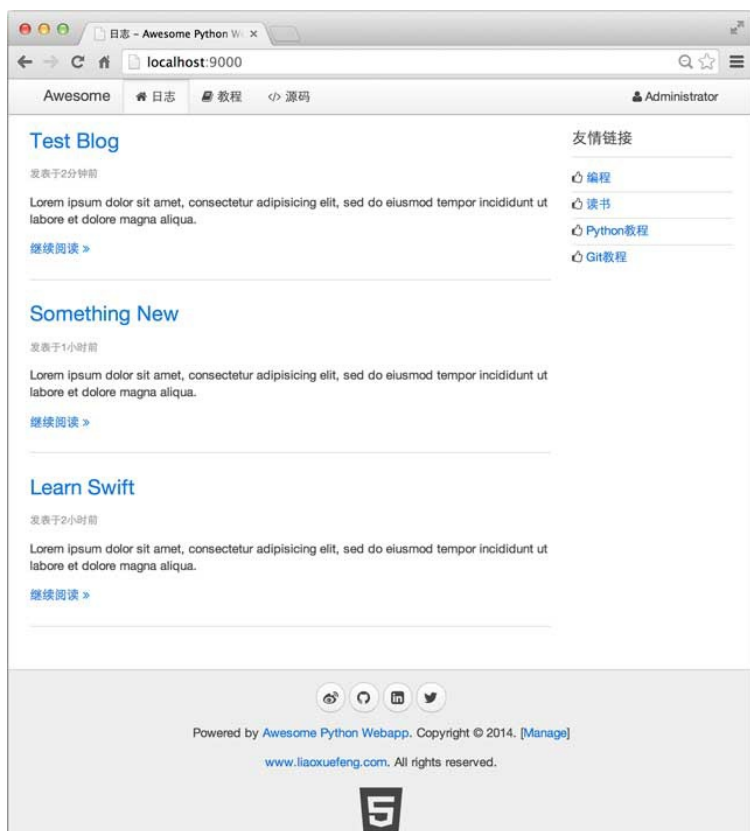 日志 - Awesome Python W
localhost:9000
Awesome 日志 教程 源码 Administrator
Test Blog
发表于2分钟前
Lorem ipsum dolor sit amet, consectetur adipisicing elit, sed do eiusmod tempor incididunt ut
labore et dolore magna aliqua.
继续阅读 »
Something New
发表于1小时前
Lorem ipsum dolor sit amet, consectetur adipisicing elit, sed do eiusmod tempor incididunt ut
labore et dolore magna aliqua.
继续阅读 »
Learn Swift
发表于2小时前
Lorem ipsum dolor sit amet, consectetur adipisicing elit, sed do eiusmod tempor incididunt ut
labore et dolore magna aliqua.
继续阅读 »
友情链接
编程
读书
Python教程
Git教程
Powered by Awesome Python Webapp. Copyright © 2014. [Manage]
www.liaoxuefeng.com. All rights reserved.
5